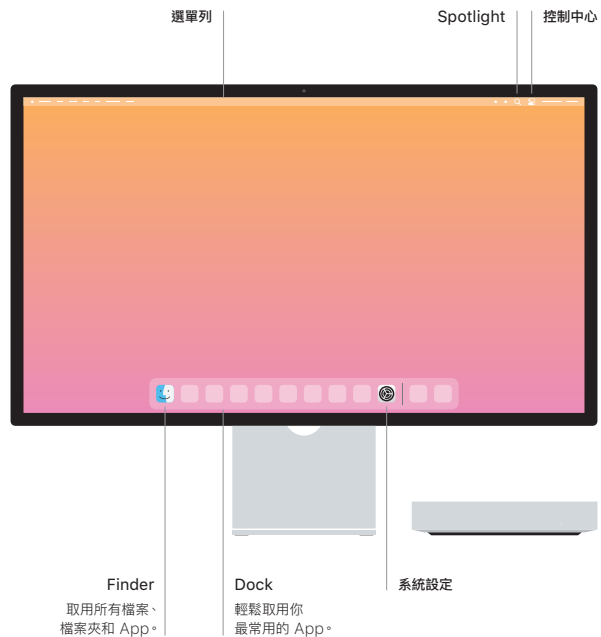 選單列
Spotlight
控制中心
Finder
取用所有檔案、
檔案夾和 App。
Dock
輕鬆取用你
最常用的 App。
系統設定